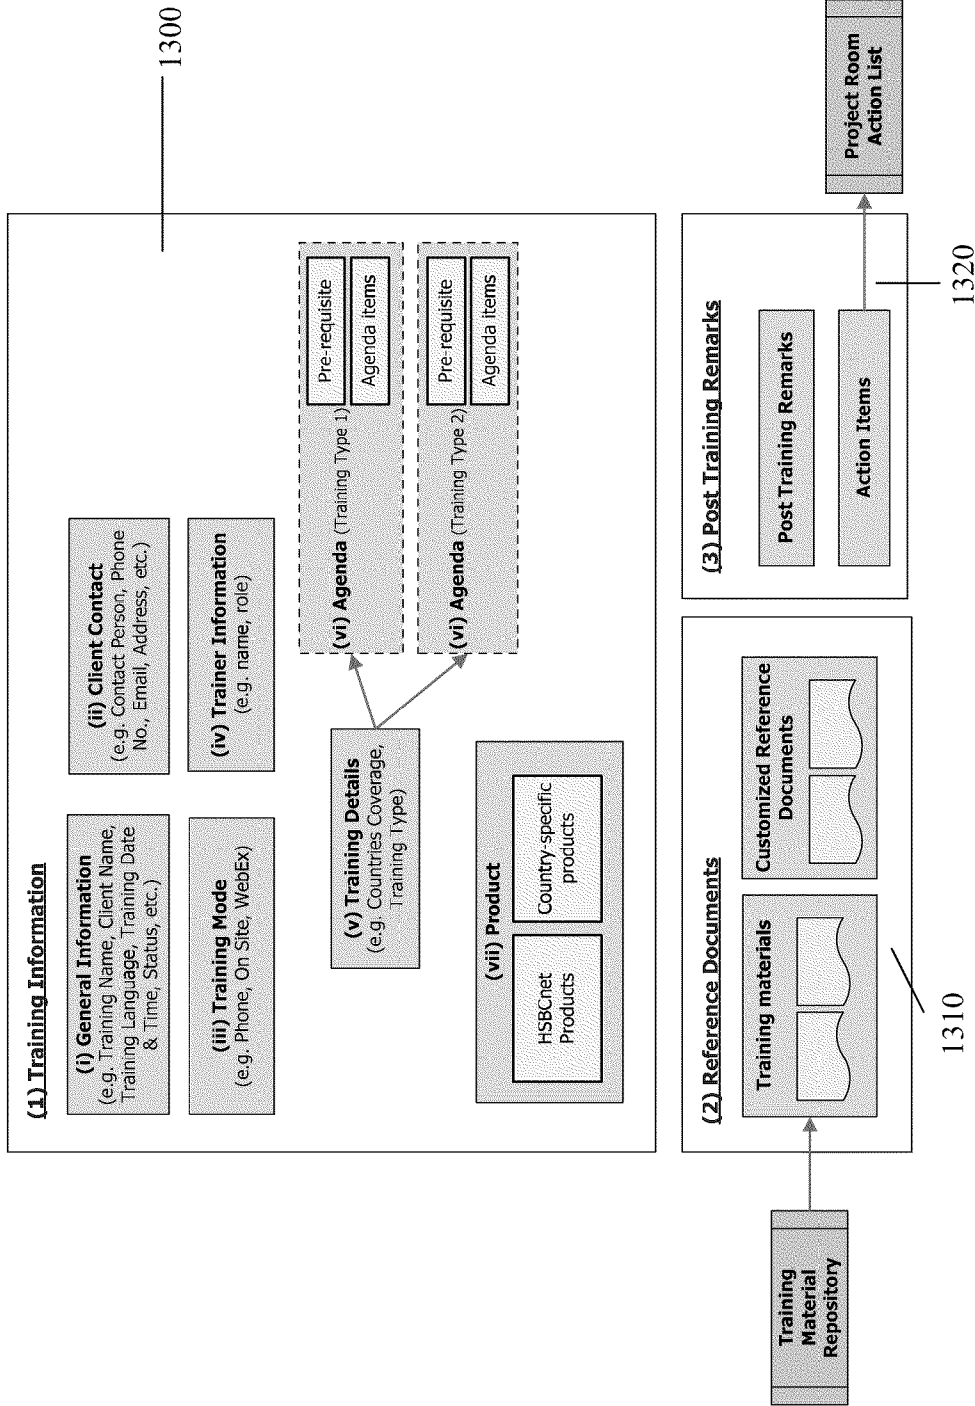 1300
(1) Training Information
(i) General Information
(e.g. Training Name, Client Name,
Training Language, Training Date
& Time, Status, etc.)
(ii) Client Contact
(e.g. Contact Person, Phone
No., Email, Address, etc.)
(iii) Training Mode
(e.g. Phone, On Site, WebEx)
(iv) Trainer Information
(e.g. name, role)
(v) Training Details
(e.g. Countries Coverage,
Training Type)
(vi) Agenda (Training Type 1)
Pre-requisite
Agenda items
(vi) Agenda (Training Type 2)
Pre-requisite
Agenda items
(vii) Product
HSBCnet
Products
Country-specific
products
Training
Material
Repository
(2) Reference Documents
Training materials
Customized Reference
Documents
1310
(3) Post Training Remarks
Post Training Remarks
Action Items
1320
Project Room
Action List